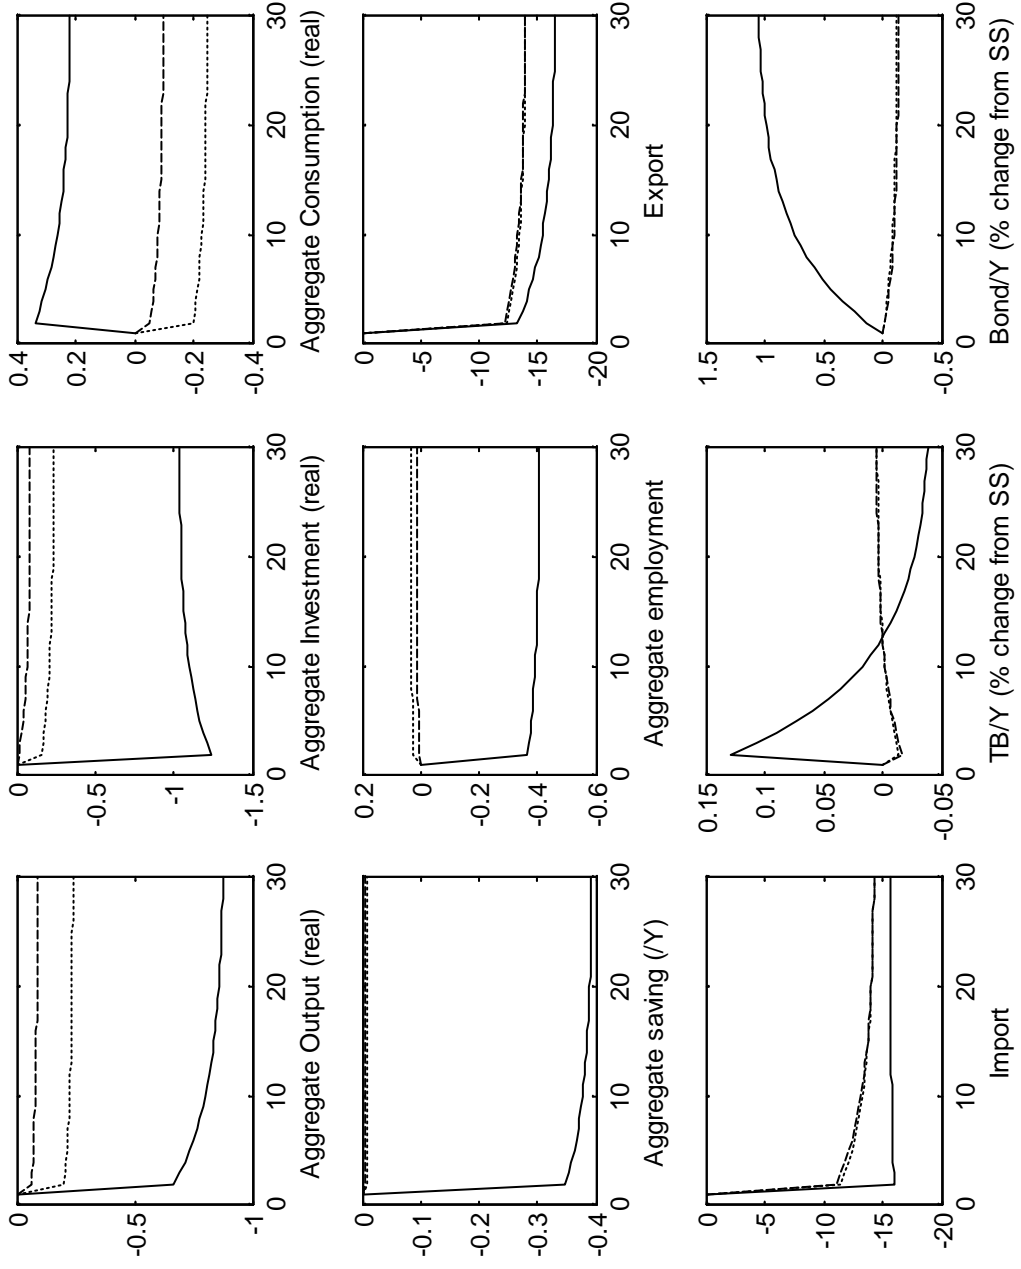 0
-0.5
-1
0 10 20 30
Aggregate Output (real)
0
-0.5
-1
-1.5
0 10 20 30
Aggregate Investment (real)
0.4
0.2
0
-0.2
-0.4
0 10 20 30
Aggregate Consumption (real)
0
-0.1
-0.2
-0.3
-0.4
0 10 20 30
Aggregate saving (/Y)
0.2
0
-0.2
-0.4
-0.6
0 10 20 30
Aggregate employment
0
-5
-10
-15
-20
0 10 20 30
Export
0
-5
-10
-15
-20
0 10 20 30
Import
0.15
0.1
0.05
0
-0.05
0 10 20 30
TB/Y (% change from SS)
1.5
1
0.5
0
-0.5
0 10 20 30
Bond/Y (% change from SS)